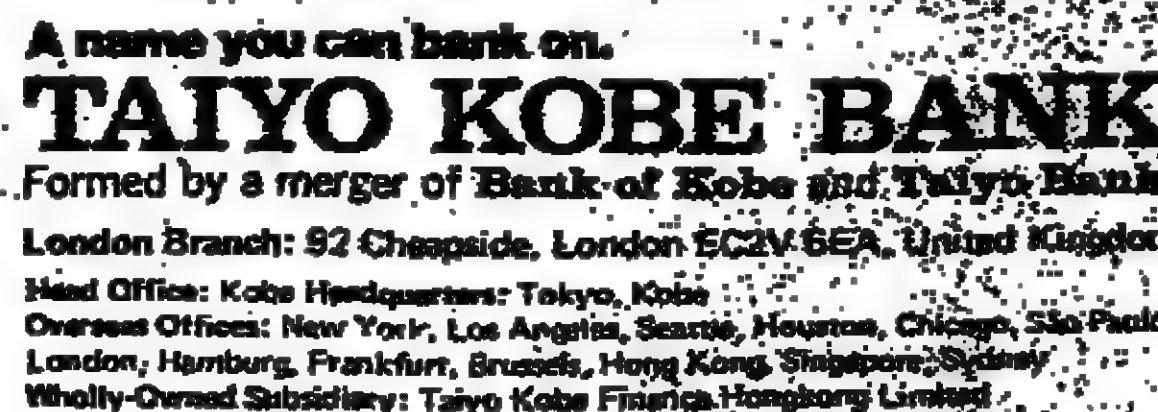 A name you can bank on.
TAIYO KOBE BANK
Formed by a merger of Bank of Kobe and Taiyo Bank
London Branch: 92 Cheapside, London EC2V 6EA, United Kingdom
Head Office: Kobe Headquarters: Tokyo, Kobe
Overseas Offices: New York, Los Angeles, Seattle, Houston, Chicago, São Paulo
London, Hamburg, Frankfurt, Brussels, Hong Kong, Singapore, Sydney
Wholly-Owned Subsidiary: Taiyo Kobe Finance Hongkong Limited